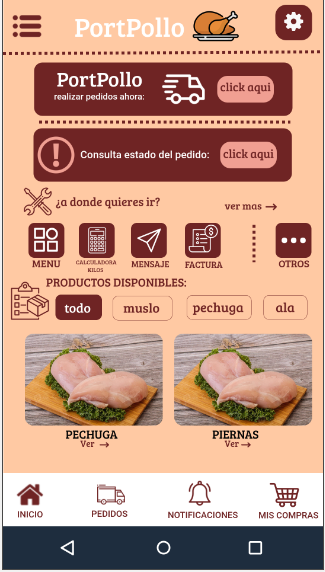 PortPollo
PortPollo
realizar pedidos ahora:
click aqui
Consulta estado del pedido:
click aqui
¿a donde quieres ir?
ver mas →
MENU
CALCULADORA
KILOS
MENSAJE
FACTURA
OTROS
PRODUCTOS DISPONIBLES:
todo
muslo
pechuga
ala
PECHUGA
Ver →
PIERNAS
Ver →
INICIO
PEDIDOS
NOTIFICACIONES
MIS COMPRAS